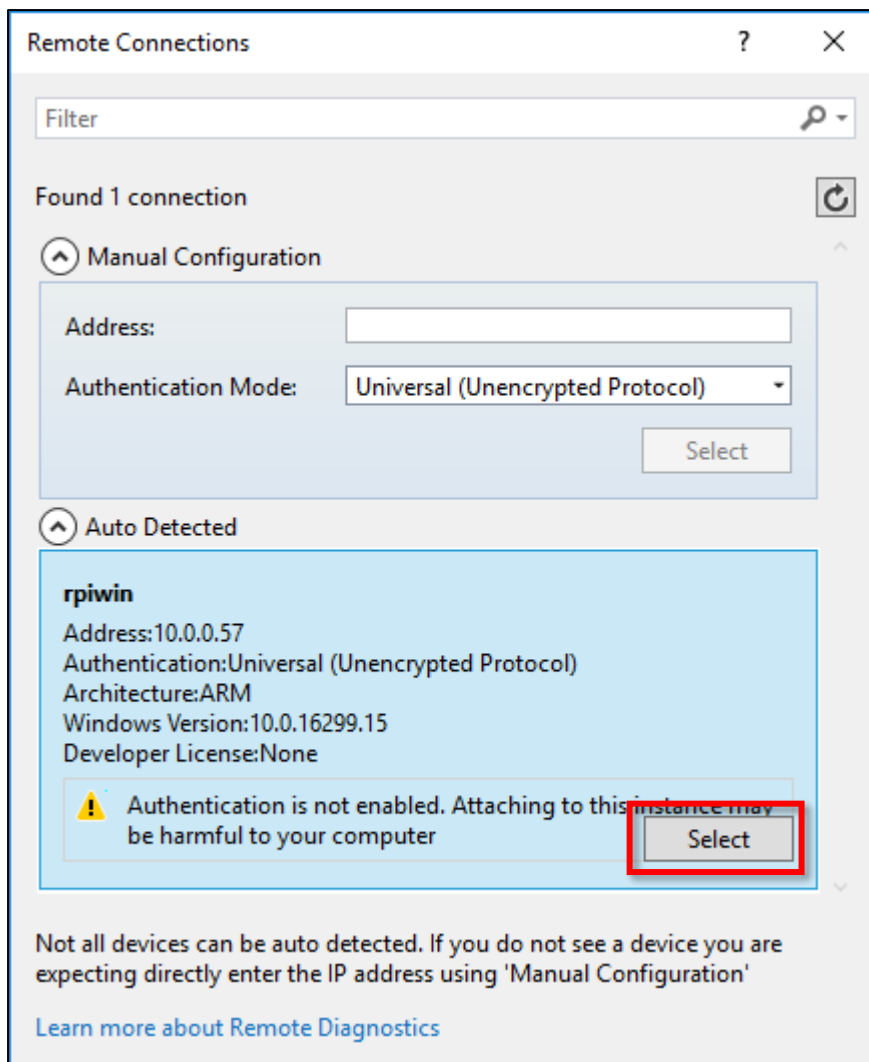 Remote Connections ?
Filter
Found 1 connection
Manual Configuration
Address:
Authentication Mode: Universal (Unencrypted Protocol)
Select
Auto Detected
rpiwin
Address:10.0.0.57
Authentication:Universal (Unencrypted Protocol)
Architecture:ARM
Windows Version:10.0.16299.15
Developer License:None
Authentication is not enabled. Attaching to this instance may
be harmful to your computer
Select
Not all devices can be auto detected. If you do not see a device you are
expecting directly enter the IP address using 'Manual Configuration'
Learn more about Remote Diagnostics